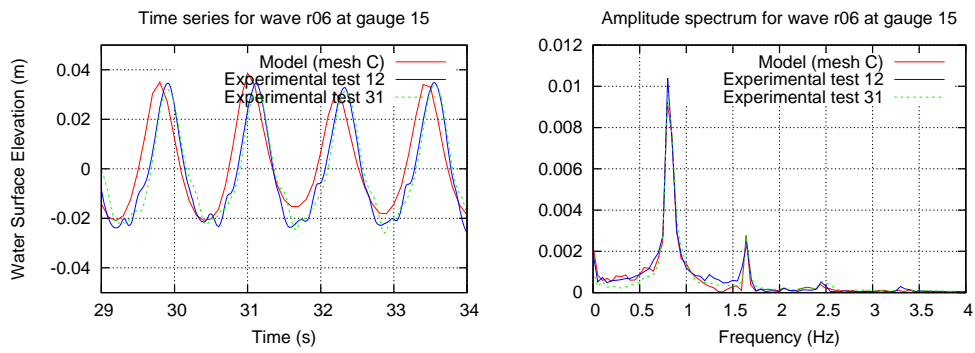 Time series for wave r06 at gauge 15
Water Surface Elevation (m)
0.04
0.02
0
-0.02
-0.04
Model (mesh C)
Experimental test 12
Experimental test 31
29 30 31 32 33 34
Time (s)
Amplitude spectrum for wave r06 at gauge 15
0.012
0.01
0.008
0.006
0.004
0.002
0
Model (mesh C)
Experimental test 12
Experimental test 31
0 0.5 1 1.5 2 2.5 3 3.5 4
Frequency (Hz)